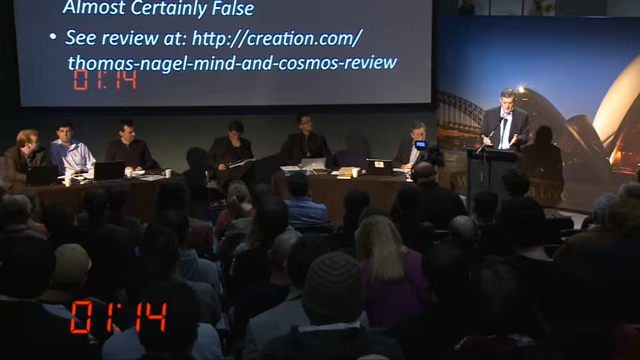 Almost Certainly False
• See review at: http://creation.com/
thomas-nagel-mind-and-cosmos-review
01:14
01:14